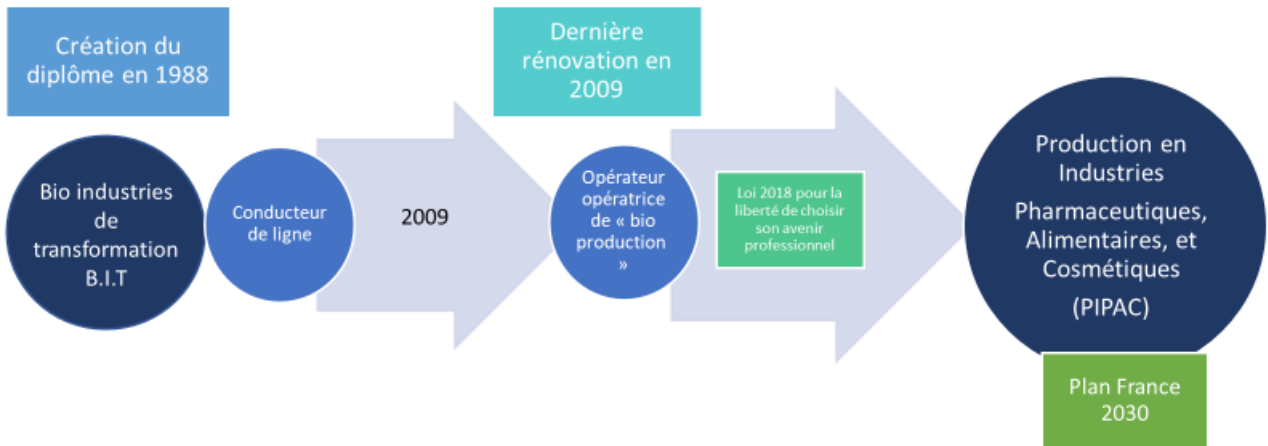 Création du
diplôme en 1988
Dernière
rénovation en
2009
Bio industries
de
transformation
B.I.T
Conducteur
de ligne
2009
Opérateur
opératrice
de « bio
production
»
Loi 2018 pour la
liberté de choisir
son avenir
professionnel
Production en
Industries
Pharmaceutiques,
Alimentaires, et
Cosmétiques
(PIPAC)
Plan France
2030